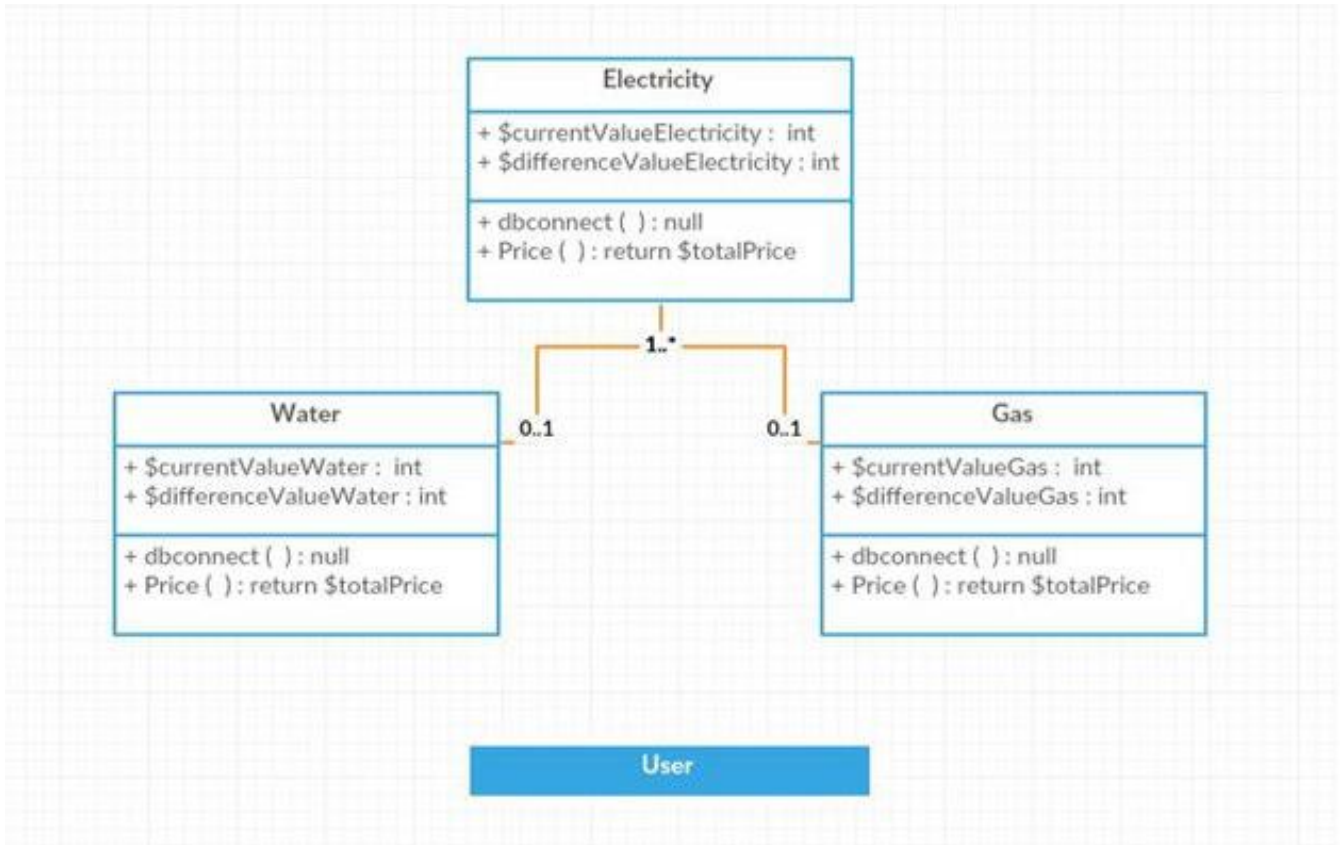 Electricity
+ $currentValueElectricity : int
+ $differenceValueElectricity : int
+ dbconnect ( ) : null
+ Price ( ) : return $totalPrice
1..*
0..1
0..1
Water
+ $currentValueWater : int
+ $differenceValueWater : int
+ dbconnect ( ) : null
+ Price ( ) : return $totalPrice
Gas
+ $currentValueGas : int
+ $differenceValueGas : int
+ dbconnect ( ) : null
+ Price ( ) : return $totalPrice
User